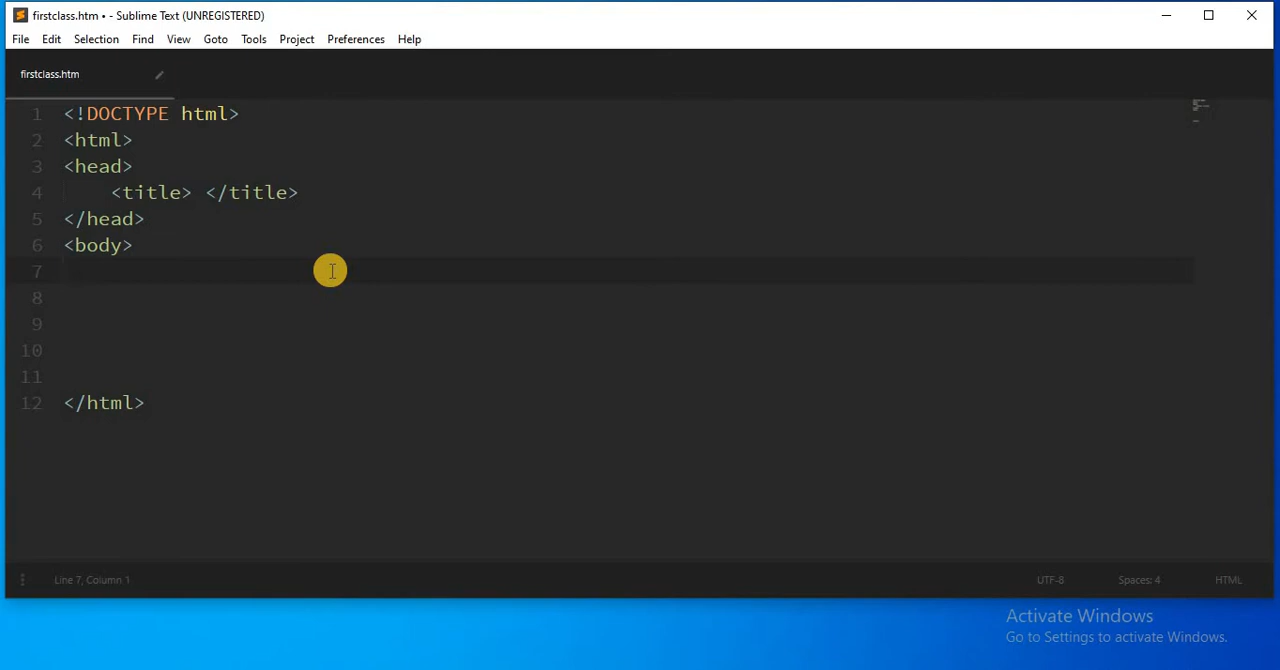 firstclass.htm • - Sublime Text (UNREGISTERED)
File Edit Selection Find View Goto Tools Project Preferences Help
firstclass.htm
1 <!DOCTYPE html>
2 <html>
3 <head>
4 <title> </title>
5 </head>
6 <body>
7
8
9
10
11
12 </html>
Line 7, Column 1 UTF-8 Spaces: 4 HTML
Activate Windows
Go to Settings to activate Windows.